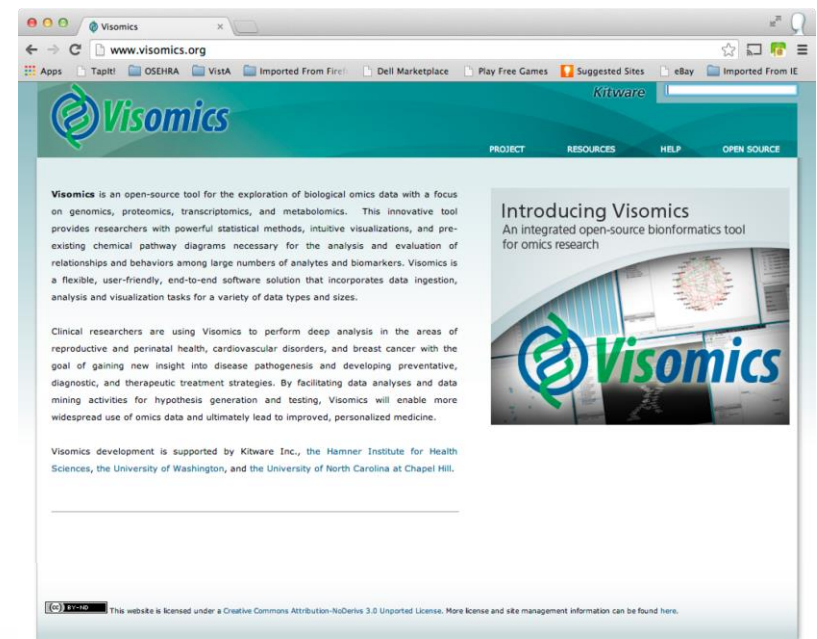 Visomics
www.visomics.org
Apps TapIt! OSEHRA VistA Imported From Firef Dell Marketplace Play Free Games Suggested Sites eBay Imported From IE
Kitware
Visomics
PROJECT RESOURCES HELP OPEN SOURCE
Visomics is an open-source tool for the exploration of biological omics data with a focus
on genomics, proteomics, transcriptomics, and metabolomics. This innovative tool
provides researchers with powerful statistical methods, intuitive visualizations, and pre-
existing chemical pathway diagrams necessary for the analysis and evaluation of
relationships and behaviors among large numbers of analytes and biomarkers. Visomics is
a flexible, user-friendly, end-to-end software solution that incorporates data ingestion,
analysis and visualization tasks for a variety of data types and sizes.
Clinical researchers are using Visomics to perform deep analysis in the areas of
reproductive and perinatal health, cardiovascular disorders, and breast cancer with the
goal of gaining new insight into disease pathogenesis and developing preventative,
diagnostic, and therapeutic treatment strategies. By facilitating data analyses and data
mining activities for hypothesis generation and testing, Visomics will enable more
widespread use of omics data and ultimately lead to improved, personalized medicine.
Visomics development is supported by Kitware Inc., the Hamner Institute for Health
Sciences, the University of Washington, and the University of North Carolina at Chapel Hill.
Introducing Visomics
An integrated open-source bionformatics tool
for omics research
Visomics
(cc) BY-ND This website is licensed under a Creative Commons Attribution-NoDerivs 3.0 Unported License. More license and site management information can be found here.